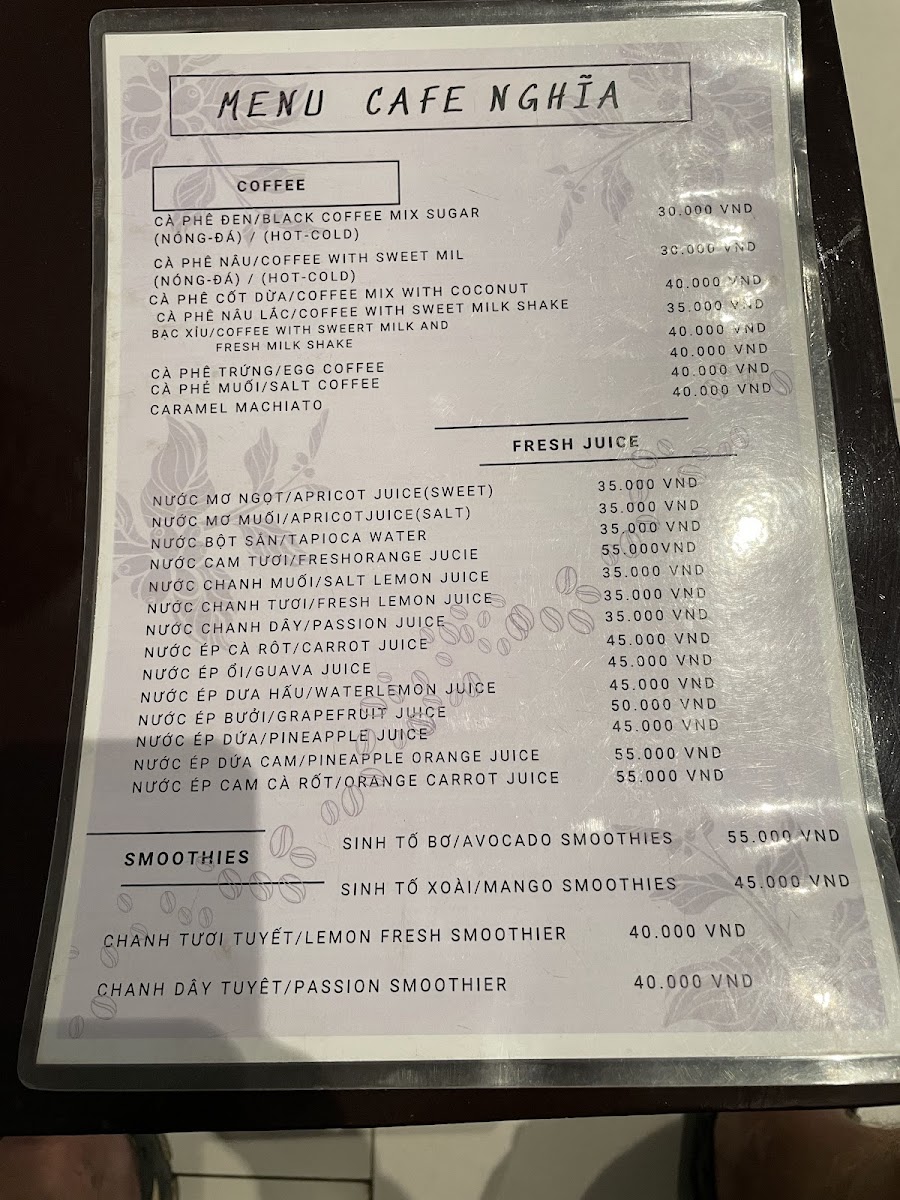 MENU CAFE NGHĨA
COFFEE
CÀ PHÊ ĐEN/BLACK COFFEE MIX SUGAR 30.000 VND
(NÓNG-ĐÁ) / (HOT-COLD)
CÀ PHÊ NÂU/COFFEE WITH SWEET MIL 30.000 VND
(NÓNG-ĐÁ) / (HOT-COLD)
CÀ PHÊ CỐT DỪA/COFFEE MIX WITH COCONUT 40.000 VND
CÀ PHÊ NÂU LẮC/COFFEE WITH SWEET MILK SHAKE 35.000 VND
BẠC XỈU/COFFEE WITH SWEERT MILK AND 40.000 VND
FRESH MILK SHAKE
CÀ PHÊ TRỨNG/EGG COFFEE 40.000 VND
CÀ PHÊ MUỐI/SALT COFFEE 40.000 VND
CARAMEL MACHIATO 40.000 VND
FRESH JUICE
NƯỚC MƠ NGỌT/APRICOT JUICE(SWEET) 35.000 VND
NƯỚC MƠ MUỐI/APRICOTJUICE(SALT) 35.000 VND
NƯỚC BỘT SẮN/TAPIOCA WATER 35.000 VND
NƯỚC CAM TƯƠI/FRESHORANGE JUCIE 55.000VND
NƯỚC CHANH MUỐI/SALT LEMON JUICE 35.000 VND
NƯỚC CHANH TƯƠI/FRESH LEMON JUICE 35.000 VND
NƯỚC CHANH DÂY/PASSION JUICE 35.000 VND
NƯỚC ÉP CÀ RỐT/CARROT JUICE 45.000 VND
NƯỚC ÉP ỔI/GUAVA JUICE 45.000 VND
NƯỚC ÉP DƯA HẤU/WATERLEMON JUICE 45.000 VND
NƯỚC ÉP BƯỞI/GRAPEFRUIT JUICE 50.000 VND
NƯỚC ÉP DỨA/PINEAPPLE JUICE 45.000 VND
NƯỚC ÉP DỨA CAM/PINEAPPLE ORANGE JUICE 55.000 VND
NƯỚC ÉP CAM CÀ RỐT/ORANGE CARROT JUICE 55.000 VND
SMOOTHIES
SINH TỐ BƠ/AVOCADO SMOOTHIES 55.000 VND
SINH TỐ XOÀI/MANGO SMOOTHIES 45.000 VND
CHANH TƯƠI TUYẾT/LEMON FRESH SMOOTHIER 40.000 VND
CHANH DÂY TUYẾT/PASSION SMOOTHIER 40.000 VND